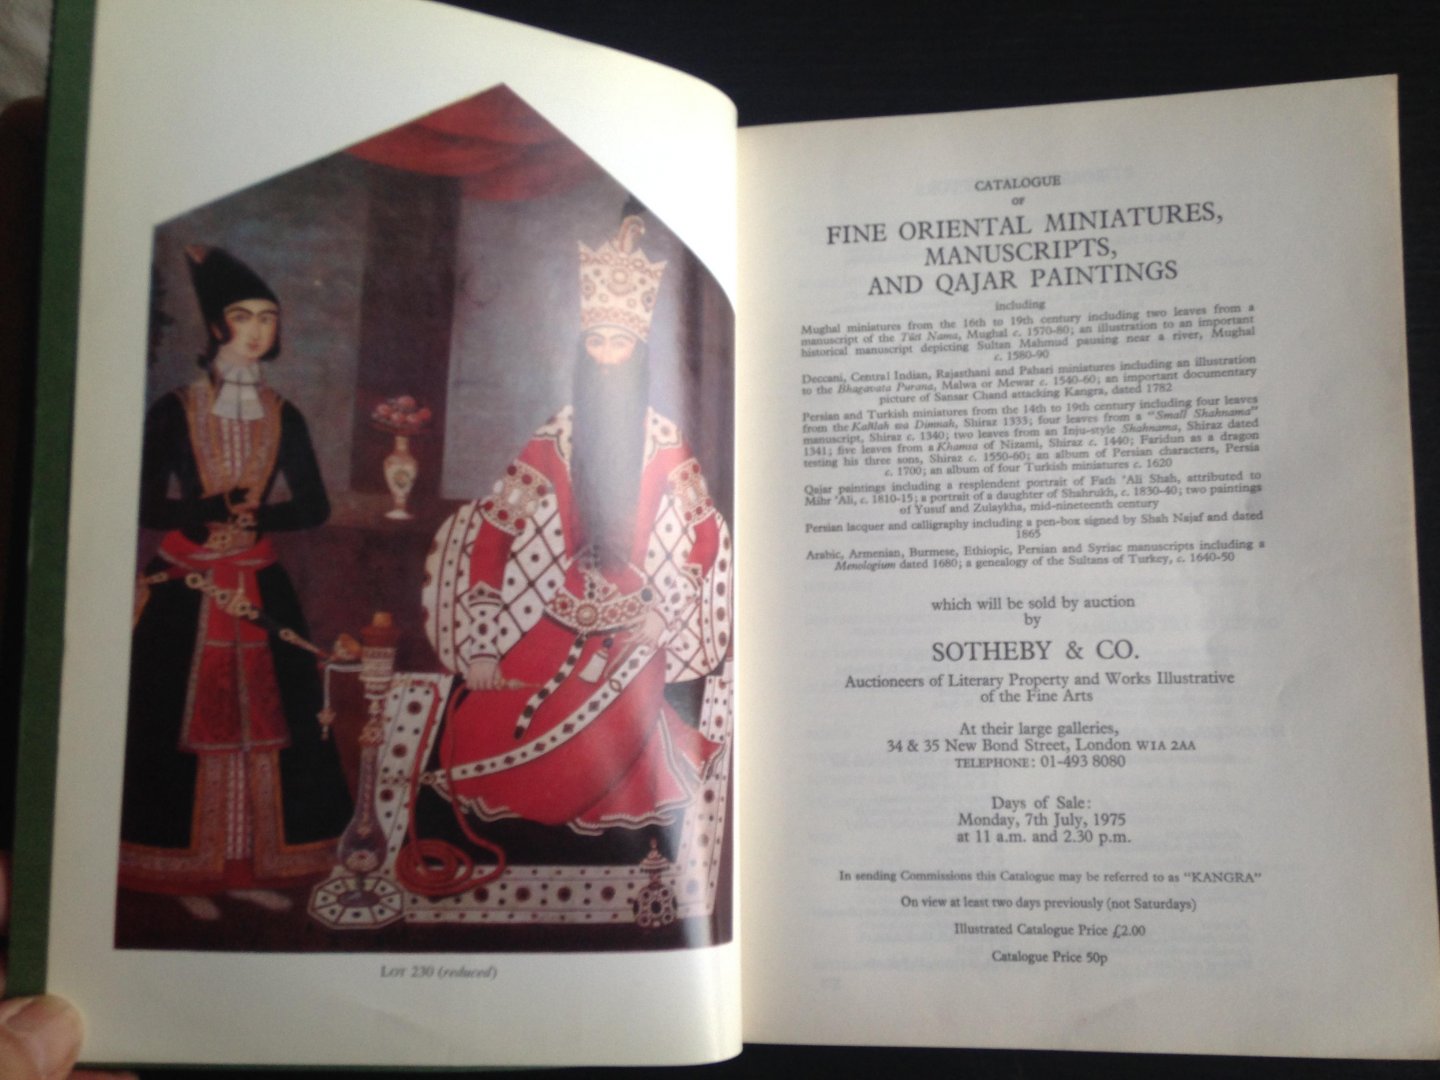 LOT 230 (reduced)
CATALOGUE
OF
FINE ORIENTAL MINIATURES,
MANUSCRIPTS,
AND QAJAR PAINTINGS
including
Mughal miniatures from the 16th to 19th century including two leaves from a
manuscript of the Tūtī Nama, Mughal c. 1570-80; an illustration to an important
historical manuscript depicting Sultan Mahmud pausing near a river, Mughal
c. 1580-90
Deccani, Central Indian, Rajasthani and Pahari miniatures including an illustration
to the Bhagavata Purana, Malwa or Mewar c. 1540-60; an important documentary
picture of Sansar Chand attacking Kangra, dated 1782
Persian and Turkish miniatures from the 14th to 19th century including four leaves
from the Kalilah wa Dimnah, Shiraz 1333; four leaves from a "Small Shahnama"
manuscript, Shiraz c. 1340; two leaves from an Inju-style Shahnama, Shiraz dated
1341; five leaves from a Khamsa of Nizami, Shiraz c. 1440; Faridun as a dragon
testing his three sons, Shiraz c. 1550-60; an album of Persian characters, Persia
c. 1700; an album of four Turkish miniatures c. 1620
Qajar paintings including a resplendent portrait of Fath 'Ali Shah, attributed to
Mihr 'Ali, c. 1810-15; a portrait of a daughter of Shahrukh, c. 1830-40; two paintings
of Yusuf and Zulaykha, mid-nineteenth century
Persian lacquer and calligraphy including a pen-box signed by Shah Najaf and dated
1865
Arabic, Armenian, Burmese, Ethiopic, Persian and Syriac manuscripts including a
Menologium dated 1680; a genealogy of the Sultans of Turkey, c. 1640-50
which will be sold by auction
by
SOTHEBY & CO.
Auctioneers of Literary Property and Works Illustrative
of the Fine Arts
At their large galleries,
34 & 35 New Bond Street, London W1A 2AA
TELEPHONE: 01-493 8080
Days of Sale:
Monday, 7th July, 1975
at 11 a.m. and 2.30 p.m.
In sending Commissions this Catalogue may be referred to as "KANGRA"
On view at least two days previously (not Saturdays)
Illustrated Catalogue Price £2.00
Catalogue Price 50p